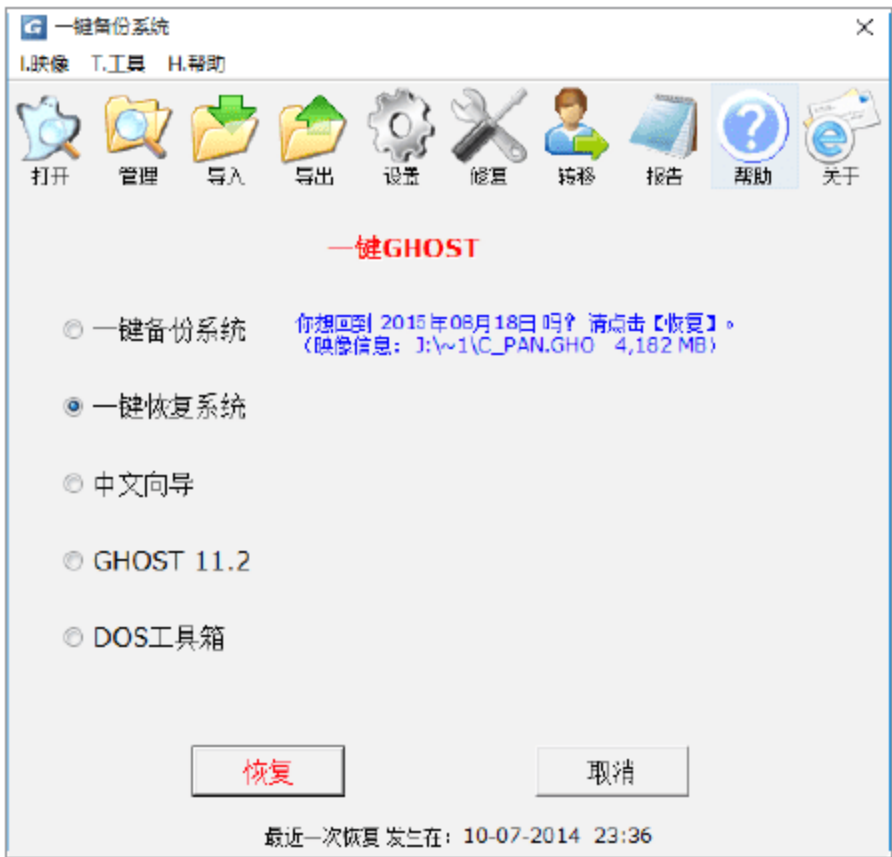 一键备份系统
I.映像 T.工具 H.帮助
打开 管理 导入 导出 设置 修复 转移 报告 帮助 关于
一键GHOST
一键备份系统
你想回到 2015年08月18日 吗? 请点击【恢复】。
(映像信息: J:\~1\C_PAN.GHO 4,182 MB)
一键恢复系统
中文向导
GHOST 11.2
DOS工具箱
恢复 取消
最近一次恢复 发生在: 10-07-2014 23:36